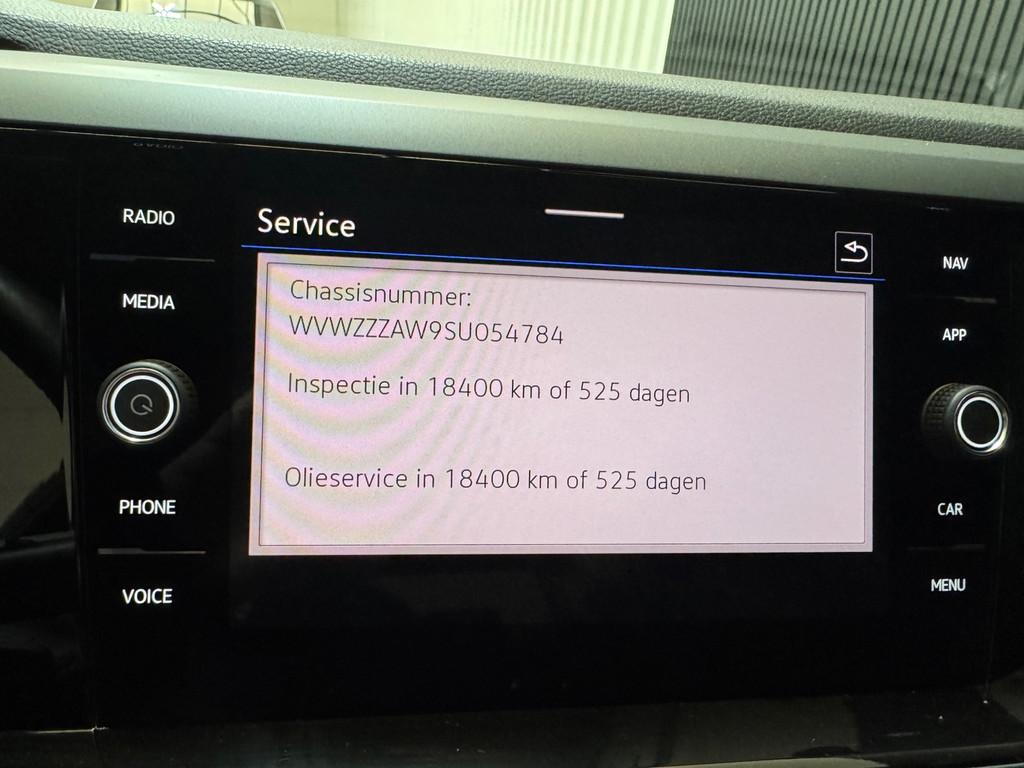 Service
RADIO
MEDIA
PHONE
VOICE
Chassisnummer:
WVWZZZAW9SU054784
Inspectie in 18400 km of 525 dagen
Olieservice in 18400 km of 525 dagen
NAV
APP
CAR
MENU